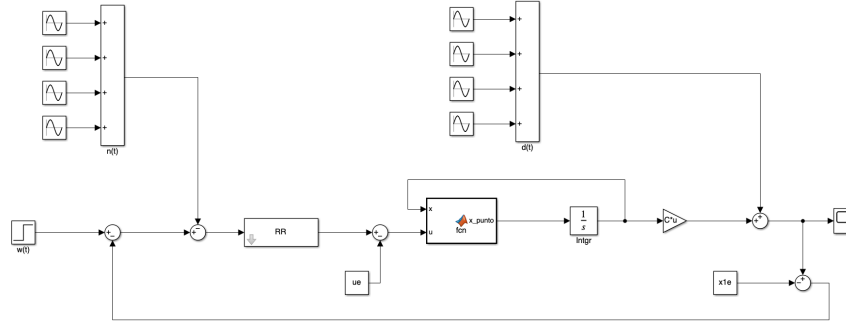 +
+
+
+
n(t)
+
+
+
+
d(t)
w(t)
+
-
+
-
RR
+
-
ue
x
u
fcn
x_punto
1
s
Intgr
C*u
+
+
x1e
+
-